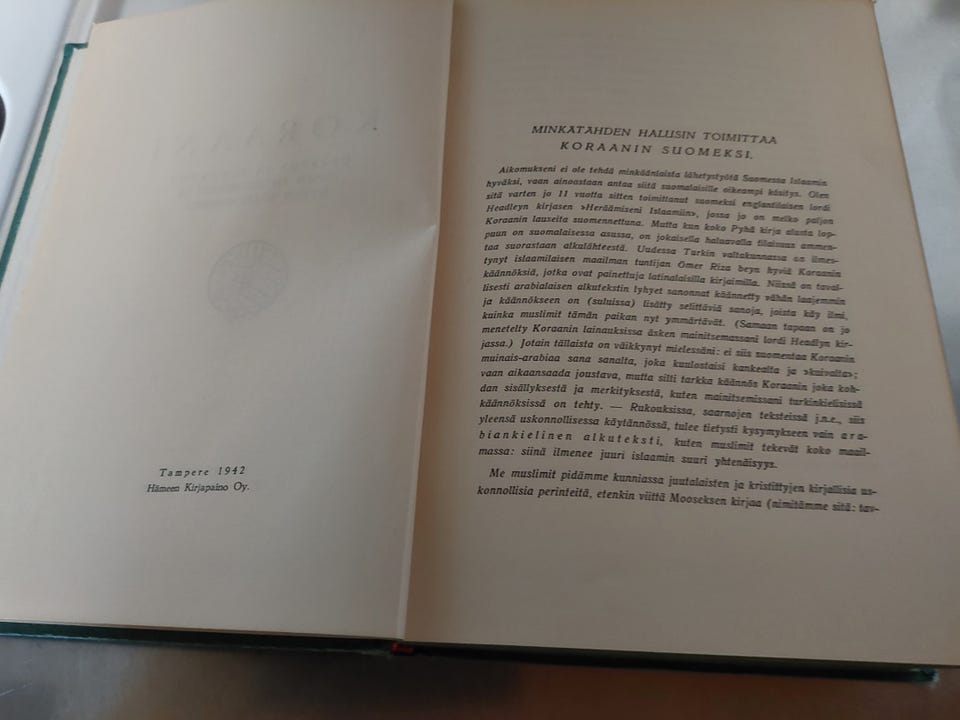 Tampere 1942
Hämeen Kirjapaino Oy.
MINKÄTÄHDEN HALUSIN TOIMITTAA
KORAANIN SUOMEKSI.
Aikomukseni ei ole tehdä minkäänlaista lähetystyötä Suomessa Islaamin
hyväksi, vaan ainoastaan antaa siitä suomalaisille oikeampi käsitys. Olen
sitä varten jo 11 vuotta sitten toimittanut suomeksi englantilaisen lordi
Headleyn kirjasen »Heräämiseni Islaamiin», jossa jo on melko paljon
Koraanin lauseita suomennettuna. Mutta kun koko Pyhä kirja alusta lop-
puun on suomalaisessa asussa, on jokaisella haluavalla tilaisuus ammen-
taa suorastaan alkulähteestä. Uudessa Turkin valtakunnassa on ilmes-
tynyt islaamilaisen maailman tuntijan Ömer Riza beyn hyviä Koraanin
käännöksiä, jotka ovat painettuja latinalaisilla kirjaimilla. Niissä on taval-
lisesti arabialaisen alkutekstin lyhyet sanonnat käännetty vähän laajemmin
ja käännökseen on (suluissa) lisätty selittäviä sanoja, joista käy ilmi,
kuinka muslimit tämän paikan nyt ymmärtävät. (Samaan tapaan on jo
menetelty Koraanin lainauksissa äsken mainitsemassani lordi Headlyn kir-
jassa.) Jotain tällaista on väikkynyt mielessäni: ei siis suomentaa Koraanin
muinais-arabiaa sana sanalta, joka kuulostaisi kankealta ja »kuivalta»;
vaan aikaansaada joustava, mutta silti tarkka käännös Koraanin joka koh-
dan sisällyksestä ja merkityksestä, kuten mainitsemissani turkinkielisissä
käännöksissä on tehty. — Rukouksissa, saarnojen teksteissä j.n.e., siis
yleensä uskonnollisessa käytännössä, tulee tietysti kysymykseen vain ara-
biankielinen alkuteksti, kuten muslimit tekevät koko maail-
massa: siinä ilmenee juuri islaamin suuri yhtenäisyys.
Me muslimit pidämme kunniassa juutalaisten ja kristittyjen kirjallisia us-
konnollisia perinteitä, etenkin viittä Mooseksen kirjaa (nimitämme sitä: tav-